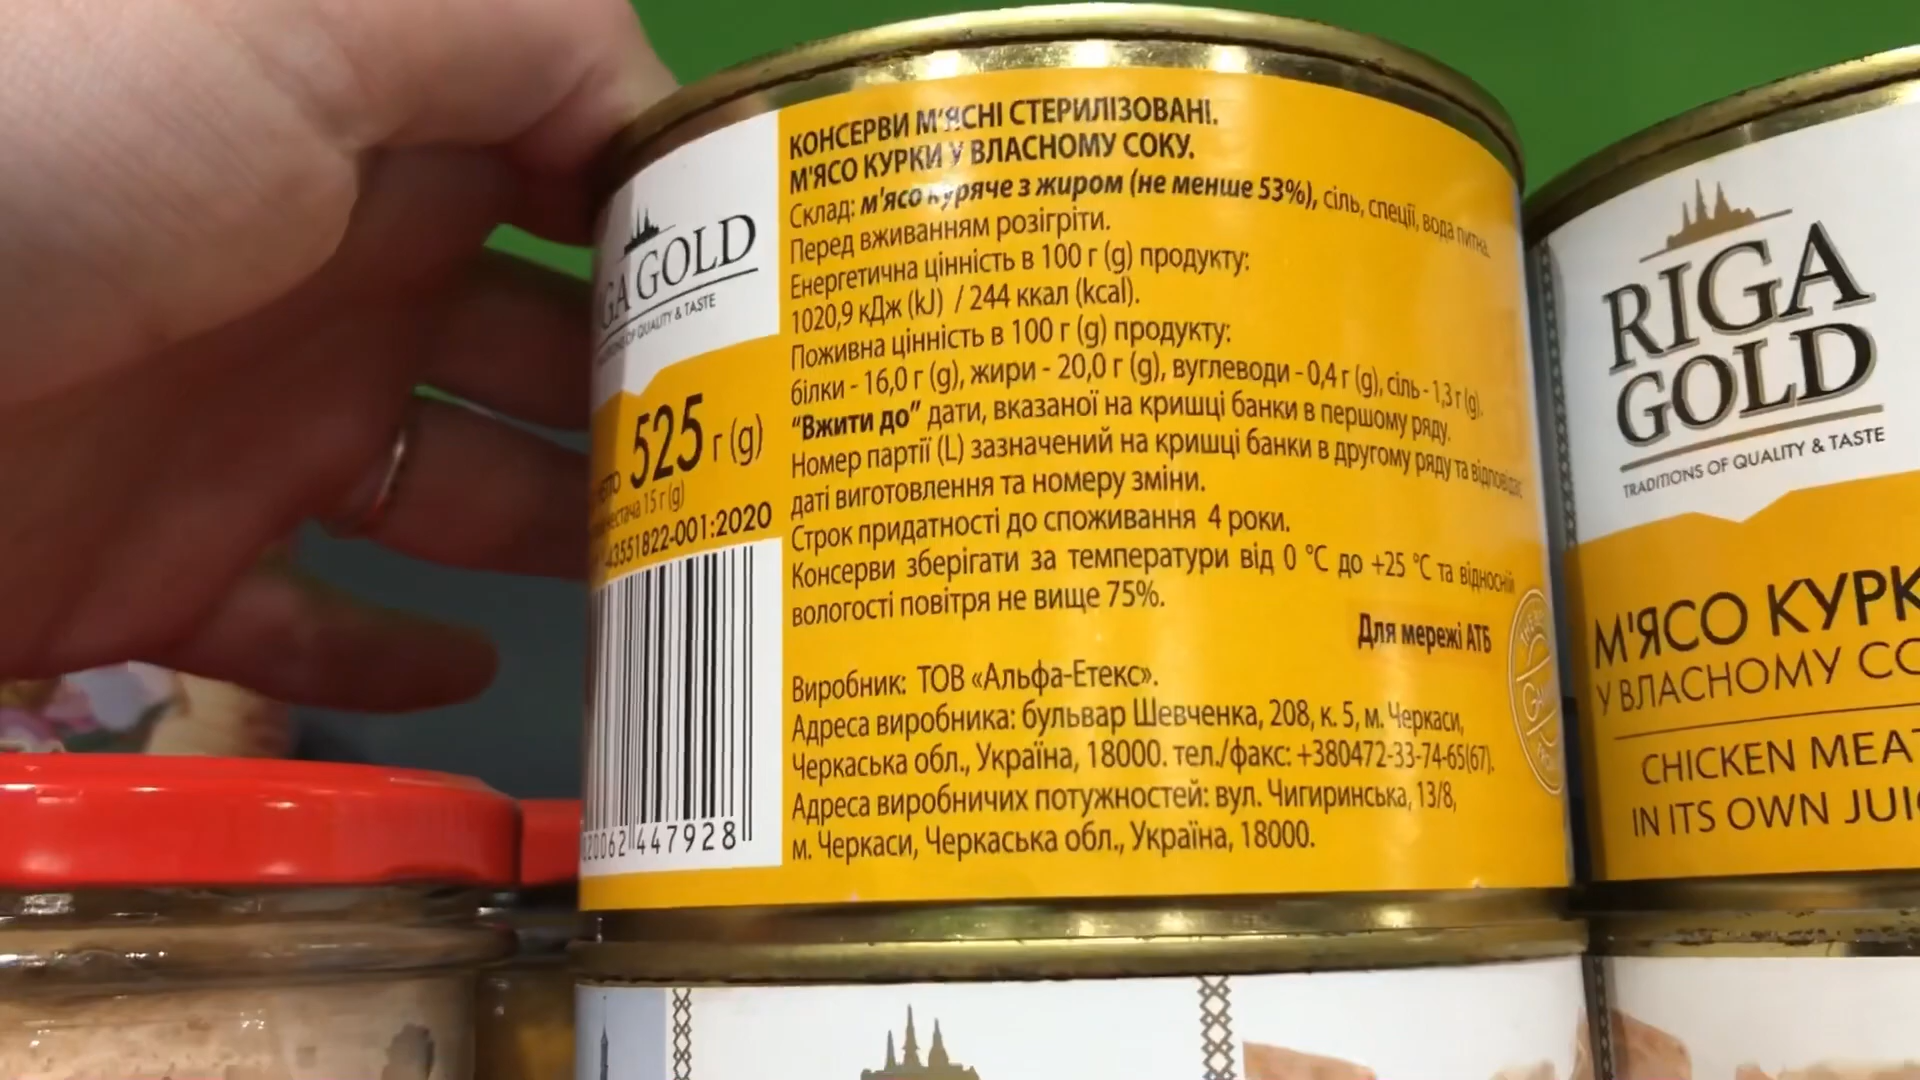 GOLD
OF QUALITY & TASTE
525 г (g)
15 г (g)
43551822-001:2020
20062 447928
КОНСЕРВИ М'ЯСНІ СТЕРИЛІЗОВАНІ.
М'ЯСО КУРКИ У ВЛАСНОМУ СОКУ.
Склад: м'ясо куряче з жиром (не менше 53%), сіль, спеції, вода питна.
Перед вживанням розігріти.
Енергетична цінність в 100 г (g) продукту:
1020,9 кДж (kJ) / 244 ккал (kcal).
Поживна цінність в 100 г (g) продукту:
білки - 16,0 г (g), жири - 20,0 г (g), вуглеводи - 0,4 г (g), сіль - 1,3 г (g).
"Вжити до" дати, вказаної на кришці банки в першому ряду.
Номер партії (L) зазначений на кришці банки в другому ряду та відповідає
даті виготовлення та номеру зміни.
Строк придатності до споживання 4 роки.
Консерви зберігати за температури від 0 °C до +25 °C та відносній
вологості повітря не вище 75%.
Для мережі АТБ
Виробник: ТОВ «Альфа-Етекс».
Адреса виробника: бульвар Шевченка, 208, к. 5, м. Черкаси,
Черкаська обл., Україна, 18000. тел./факс: +380472-33-74-65(67).
Адреса виробничих потужностей: вул. Чигиринська, 13/8,
м. Черкаси, Черкаська обл., Україна, 18000.
RIGA
GOLD
TRADITIONS OF QUALITY & TASTE
М'ЯСО КУРК
У ВЛАСНОМУ СО
CHICKEN MEAT
IN ITS OWN JUI